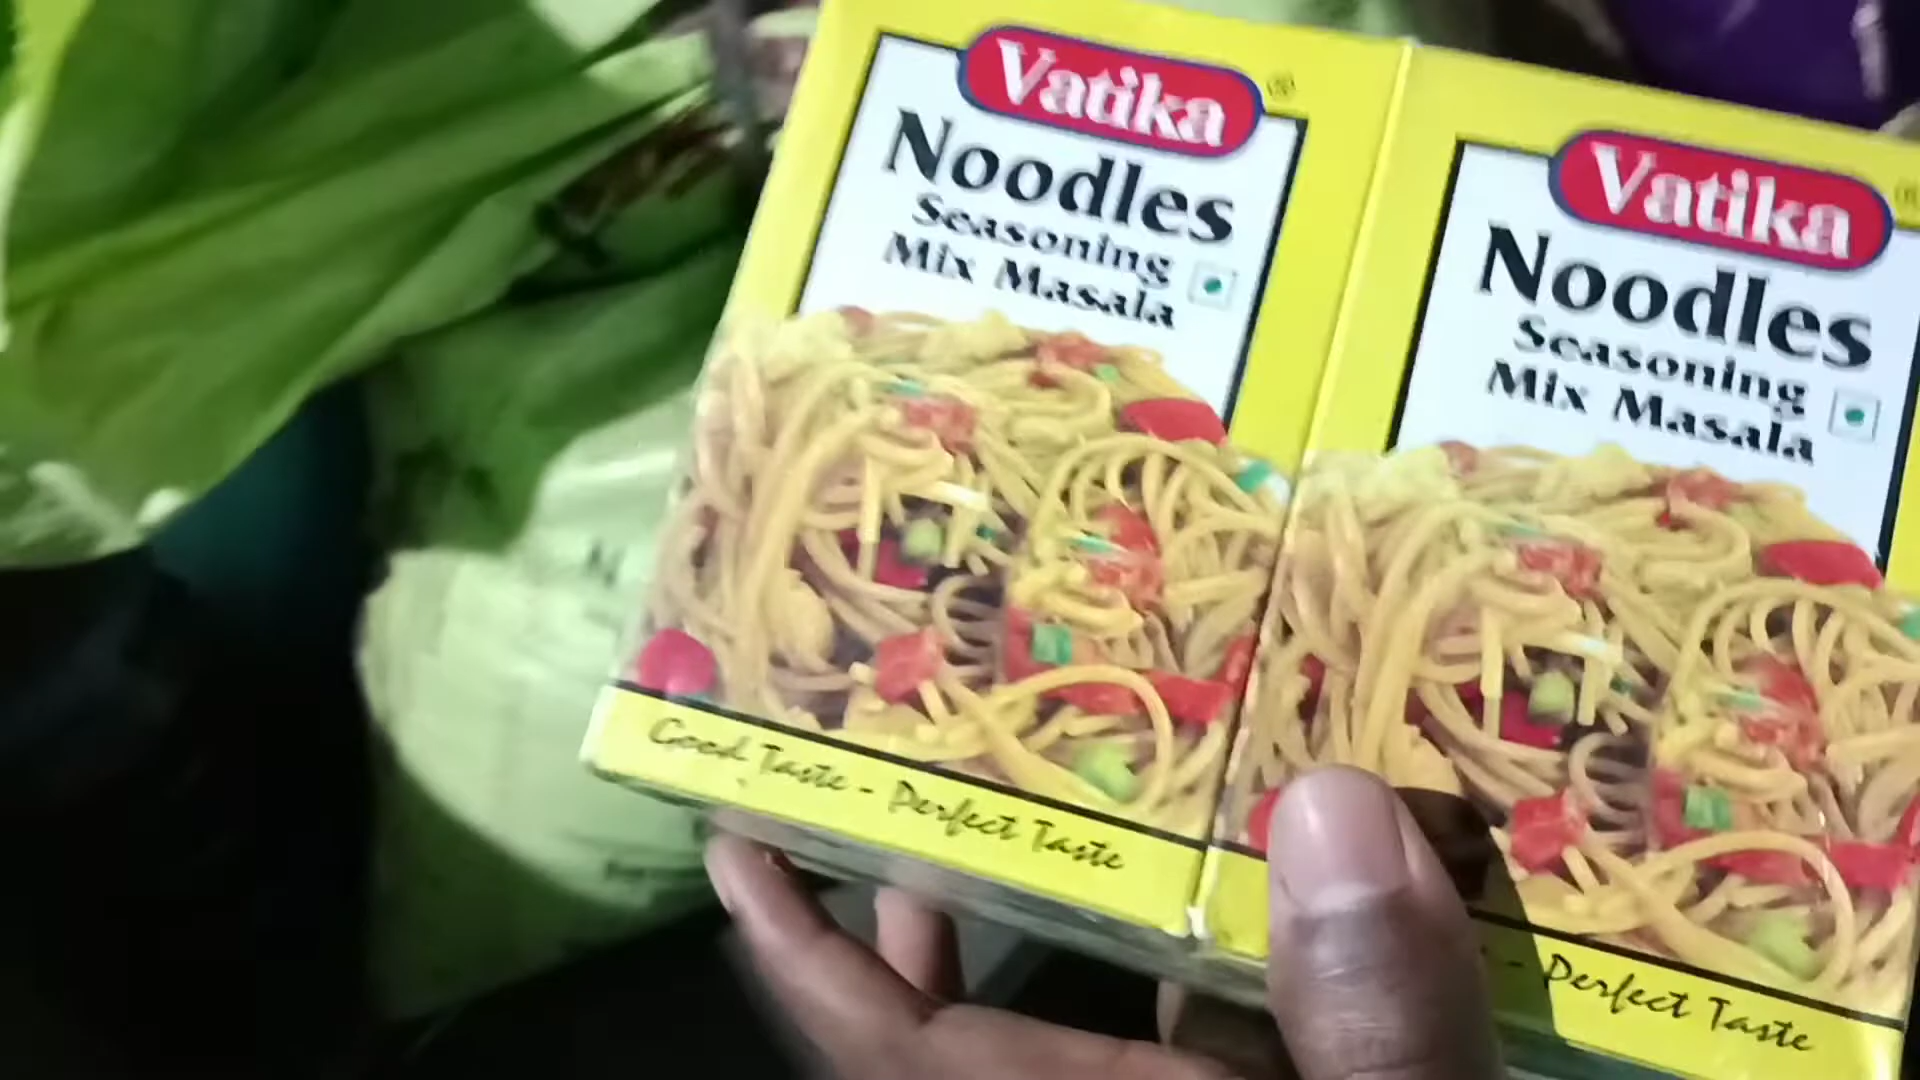 Vatika
Noodles
Seasoning
Mix Masala
Good Taste - Perfect Taste
Vatika
Noodles
Seasoning
Mix Masala
- Perfect Taste